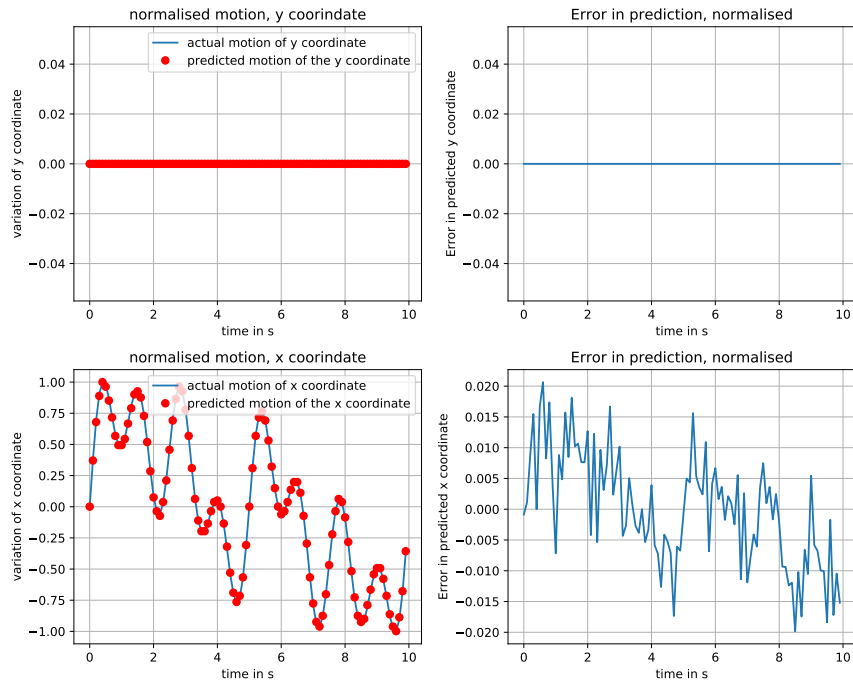 normalised motion, y coorindate
actual motion of y coordinate
predicted motion of the y coordinate
variation of y coordinate
0.04
0.02
0.00
−0.02
−0.04
0 2 4 6 8 10
time in s
Error in prediction, normalised
Error in predicted y coordinate
0.04
0.02
0.00
−0.02
−0.04
0 2 4 6 8 10
time in s
normalised motion, x coorindate
actual motion of x coordinate
predicted motion of the x coordinate
variation of x coordinate
1.00
0.75
0.50
0.25
0.00
−0.25
−0.50
−0.75
−1.00
0 2 4 6 8 10
time in s
Error in prediction, normalised
Error in predicted x coordinate
0.020
0.015
0.010
0.005
0.000
−0.005
−0.010
−0.015
−0.020
0 2 4 6 8 10
time in s